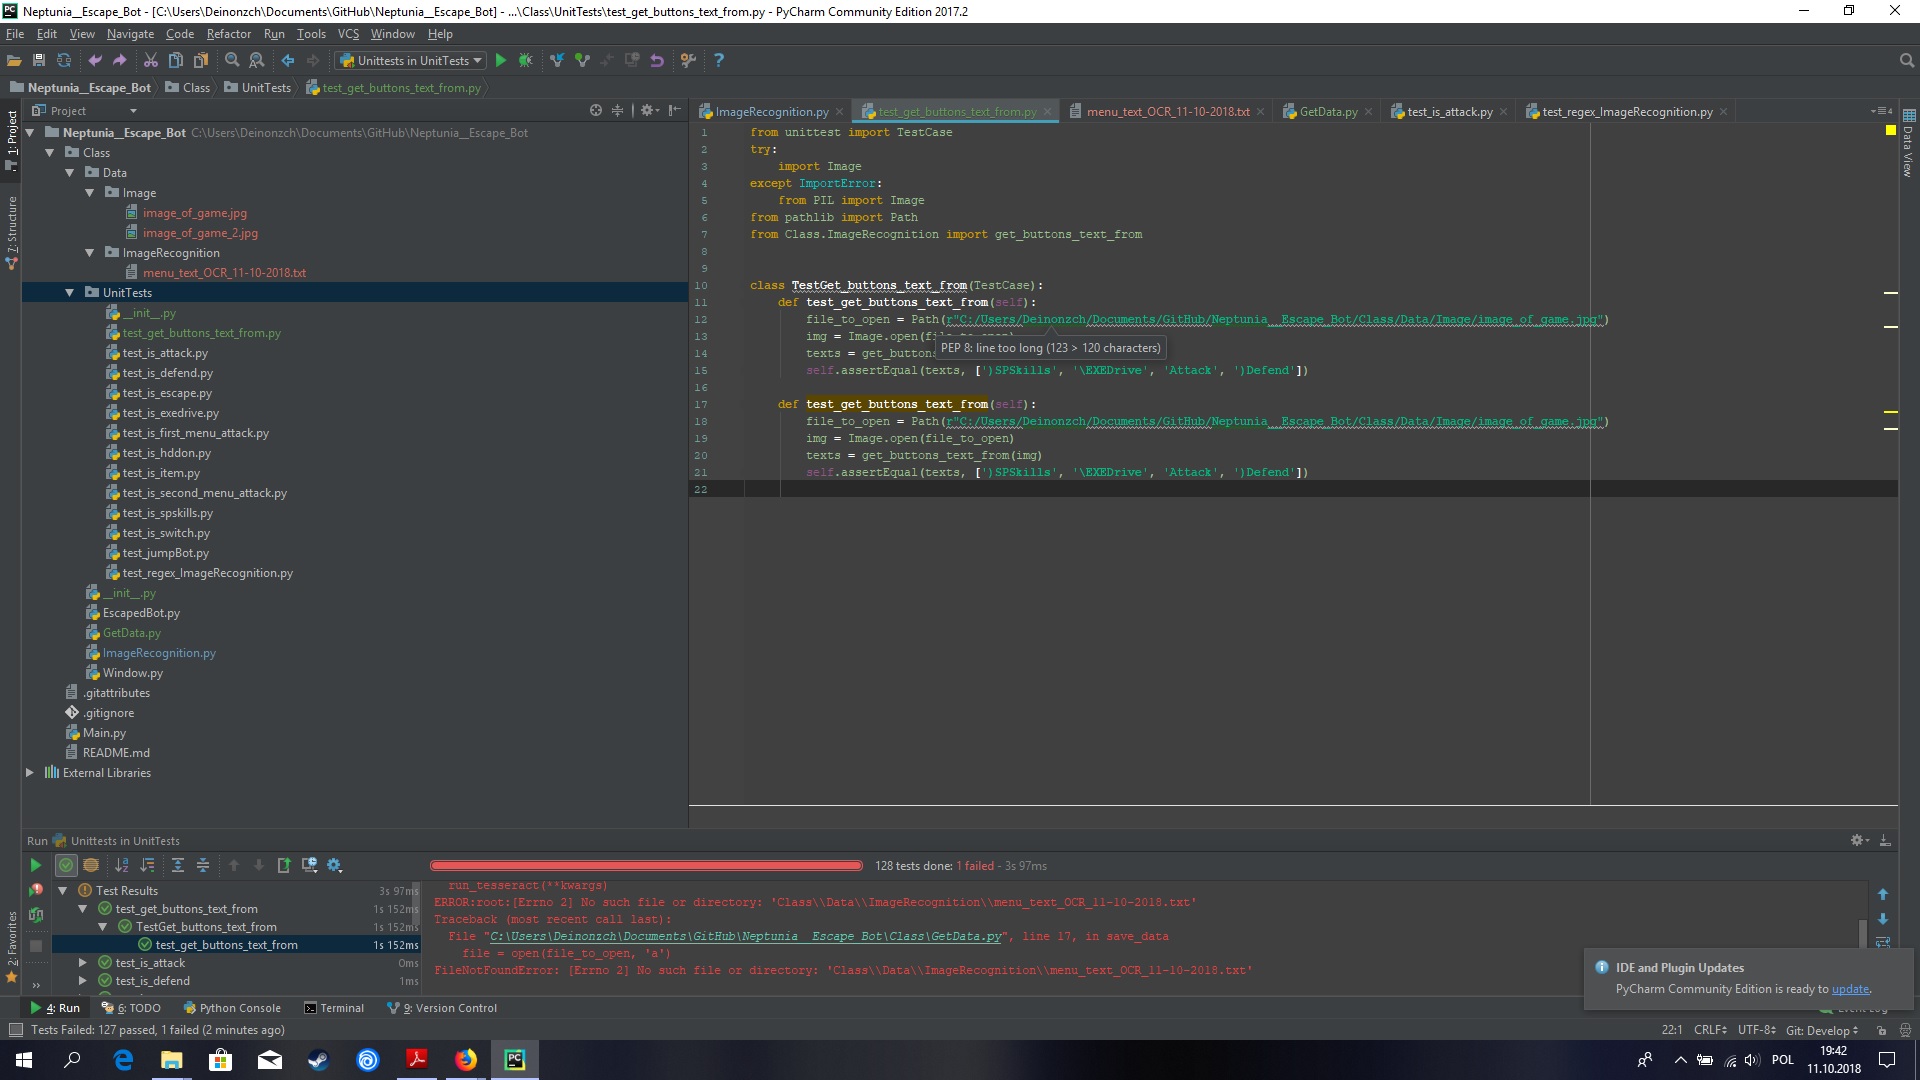 Neptunia__Escape_Bot - [C:\Users\Deinonzch\Documents\GitHub\Neptunia__Escape_Bot] - ...\Class\UnitTests\test_get_buttons_text_from.py - PyCharm Community Edition 2017.2
File Edit View Navigate Code Refactor Run Tools VCS Window Help
Unittests in UnitTests
Neptunia__Escape_Bot Class UnitTests test_get_buttons_text_from.py
Project
ImageRecognition.py test_get_buttons_text_from.py menu_text_OCR_11-10-2018.txt GetData.py test_is_attack.py test_regex_ImageRecognition.py
1: Project
7: Structure
2: Favorites
Data View
Neptunia__Escape_Bot C:\Users\Deinonzch\Documents\GitHub\Neptunia__Escape_Bot
Class
Data
Image
image_of_game.jpg
image_of_game_2.jpg
ImageRecognition
menu_text_OCR_11-10-2018.txt
UnitTests
__init__.py
test_get_buttons_text_from.py
test_is_attack.py
test_is_defend.py
test_is_escape.py
test_is_exedrive.py
test_is_first_menu_attack.py
test_is_hddon.py
test_is_item.py
test_is_second_menu_attack.py
test_is_spskills.py
test_is_switch.py
test_jumpBot.py
test_regex_ImageRecognition.py
__init__.py
EscapedBot.py
GetData.py
ImageRecognition.py
Window.py
.gitattributes
.gitignore
Main.py
README.md
External Libraries
1 from unittest import TestCase
2 try:
3 import Image
4 except ImportError:
5 from PIL import Image
6 from pathlib import Path
7 from Class.ImageRecognition import get_buttons_text_from
8
9
10 class TestGet_buttons_text_from(TestCase):
11 def test_get_buttons_text_from(self):
12 file_to_open = Path(r"C:/Users/Deinonzch/Documents/GitHub/Neptunia__Escape_Bot/Class/Data/Image/image_of_game.jpg")
13 img = Image.open(
PEP 8: line too long (123 > 120 characters)
14 texts = get_buttons
15 self.assertEqual(texts, [')SPSkills', '\EXEDrive', 'Attack', ')Defend'])
16
17 def test_get_buttons_text_from(self):
18 file_to_open = Path(r"C:/Users/Deinonzch/Documents/GitHub/Neptunia__Escape_Bot/Class/Data/Image/image_of_game.jpg")
19 img = Image.open(file_to_open)
20 texts = get_buttons_text_from(img)
21 self.assertEqual(texts, [')SPSkills', '\EXEDrive', 'Attack', ')Defend'])
22
Run Unittests in UnitTests
128 tests done: 1 failed - 3s 97ms
Test Results 3s 97ms
test_get_buttons_text_from 1s 152ms
TestGet_buttons_text_from 1s 152ms
test_get_buttons_text_from 1s 152ms
test_is_attack 0ms
test_is_defend 1ms
run_tesseract(**kwargs)
ERROR:root:[Errno 2] No such file or directory: 'Class\\Data\\ImageRecognition\\menu_text_OCR_11-10-2018.txt'
Traceback (most recent call last):
File "C:\Users\Deinonzch\Documents\GitHub\Neptunia__Escape_Bot\Class\GetData.py", line 17, in save_data
file = open(file_to_open, 'a')
FileNotFoundError: [Errno 2] No such file or directory: 'Class\\Data\\ImageRecognition\\menu_text_OCR_11-10-2018.txt'
IDE and Plugin Updates
PyCharm Community Edition is ready to update.
4: Run 6: TODO Python Console Terminal 9: Version Control Event Log
Tests Failed: 127 passed, 1 failed (2 minutes ago) 22:1 CRLF UTF-8 Git: Develop
POL 19:42
11.10.2018